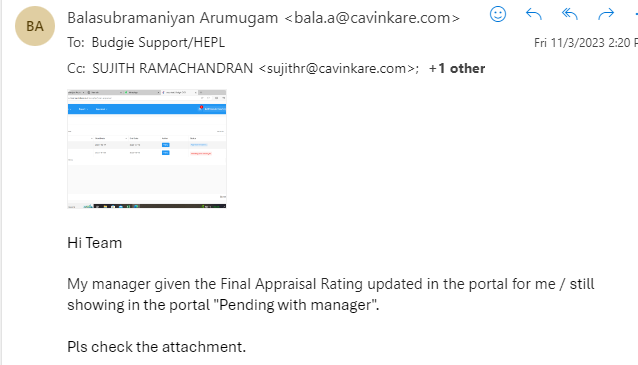 BA
Balasubramaniyan Arumugam <bala.a@cavinkare.com>
To: Budgie Support/HEPL
Fri 11/3/2023 2:20 P
Cc: SUJITH RAMACHANDRAN <sujithr@cavinkare.com>; +1 other
Hi Team
My manager given the Final Appraisal Rating updated in the portal for me / still
showing in the portal "Pending with manager".
Pls check the attachment.